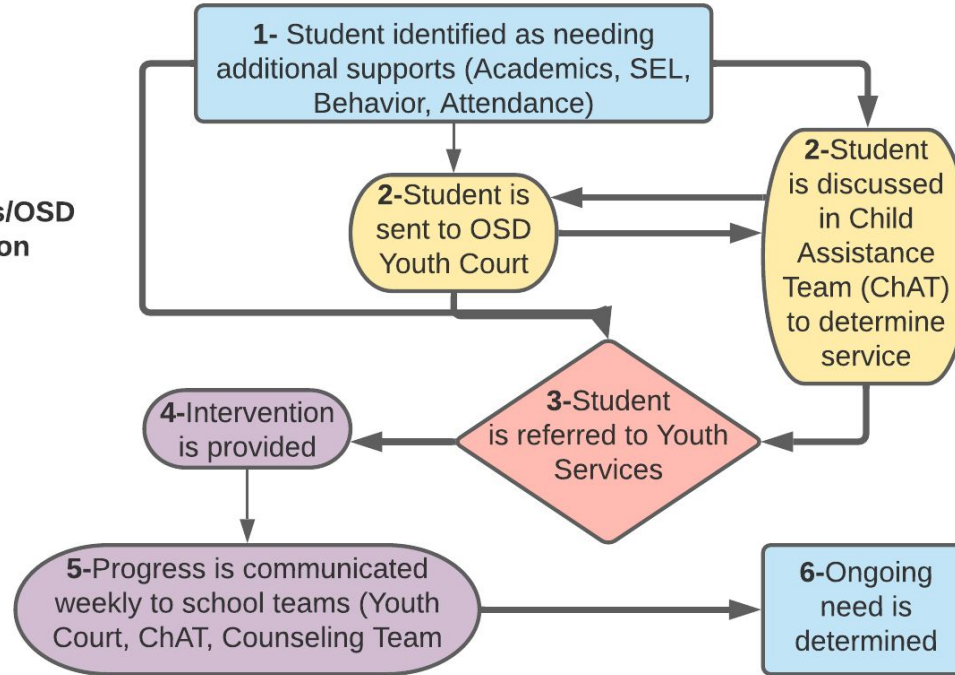 1- Student identified as needing
additional supports (Academics, SEL,
Behavior, Attendance)
s/OSD
on
2-Student is
sent to OSD
Youth Court
2-Student
is discussed
in Child
Assistance
Team (ChAT)
to determine
service
3-Student
is referred to Youth
Services
4-Intervention
is provided
5-Progress is communicated
weekly to school teams (Youth
Court, ChAT, Counseling Team
6-Ongoing
need is
determined